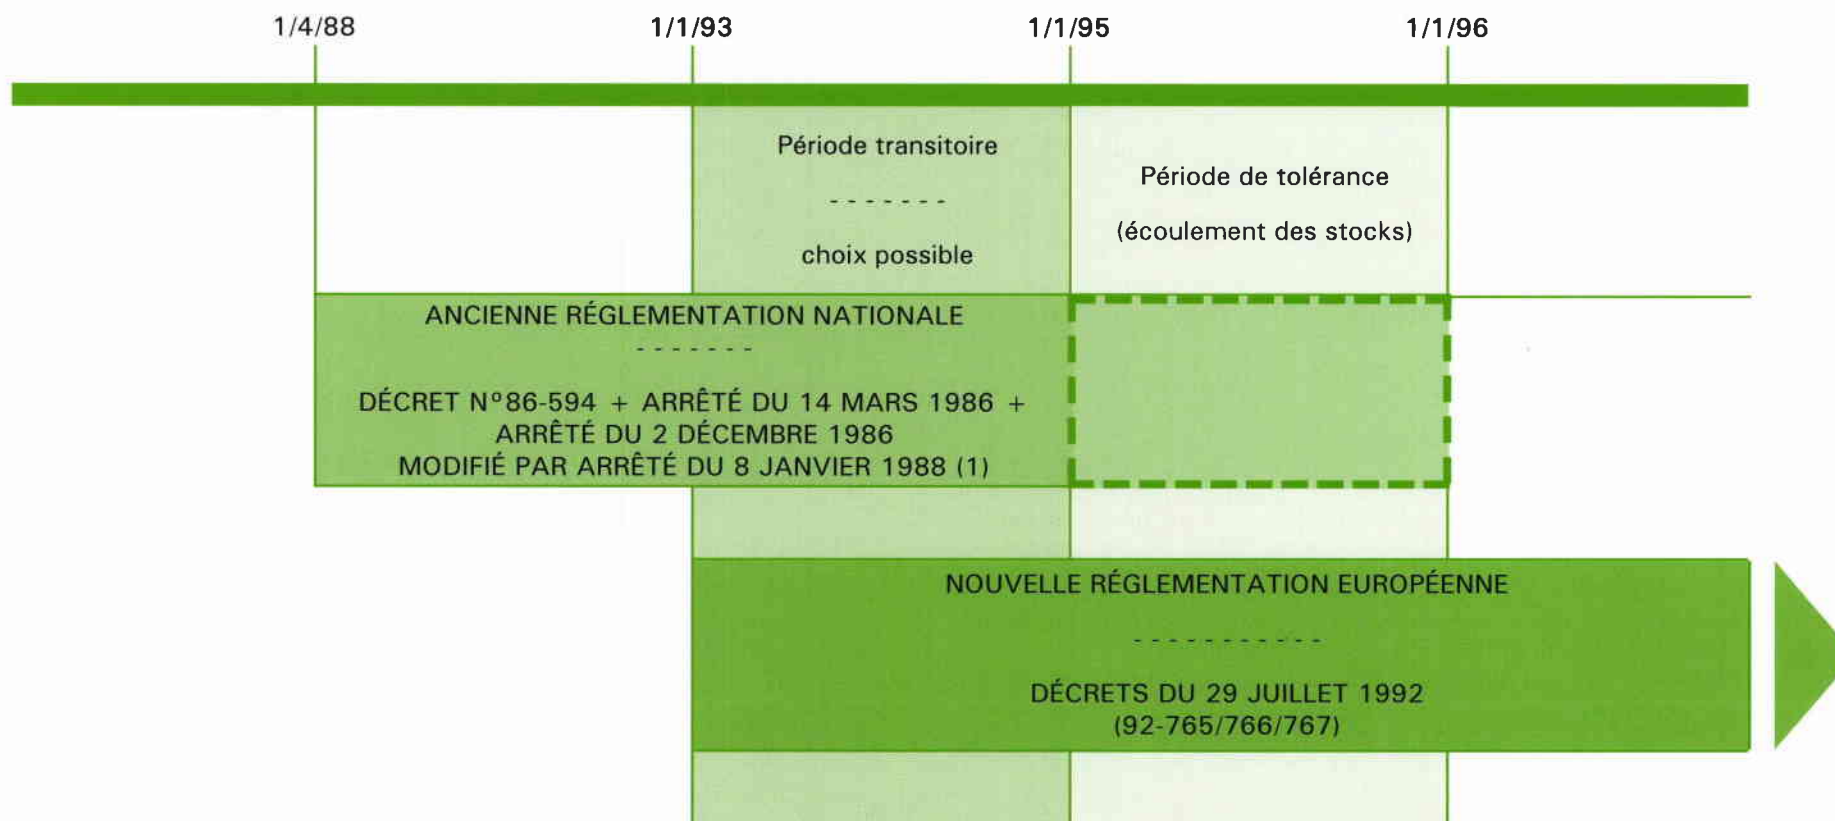 1/4/88
1/1/93
1/1/95
1/1/96
Période transitoire
- - - - - - -
choix possible
Période de tolérance
(écoulement des stocks)
ANCIENNE RÉGLEMENTATION NATIONALE
- - - - - - -
DÉCRET N°86-594 + ARRÊTÉ DU 14 MARS 1986 +
ARRÊTÉ DU 2 DÉCEMBRE 1986
MODIFIÉ PAR ARRÊTÉ DU 8 JANVIER 1988 (1)
NOUVELLE RÉGLEMENTATION EUROPÉENNE
- - - - - - - - - - -
DÉCRETS DU 29 JUILLET 1992
(92-765/766/767)